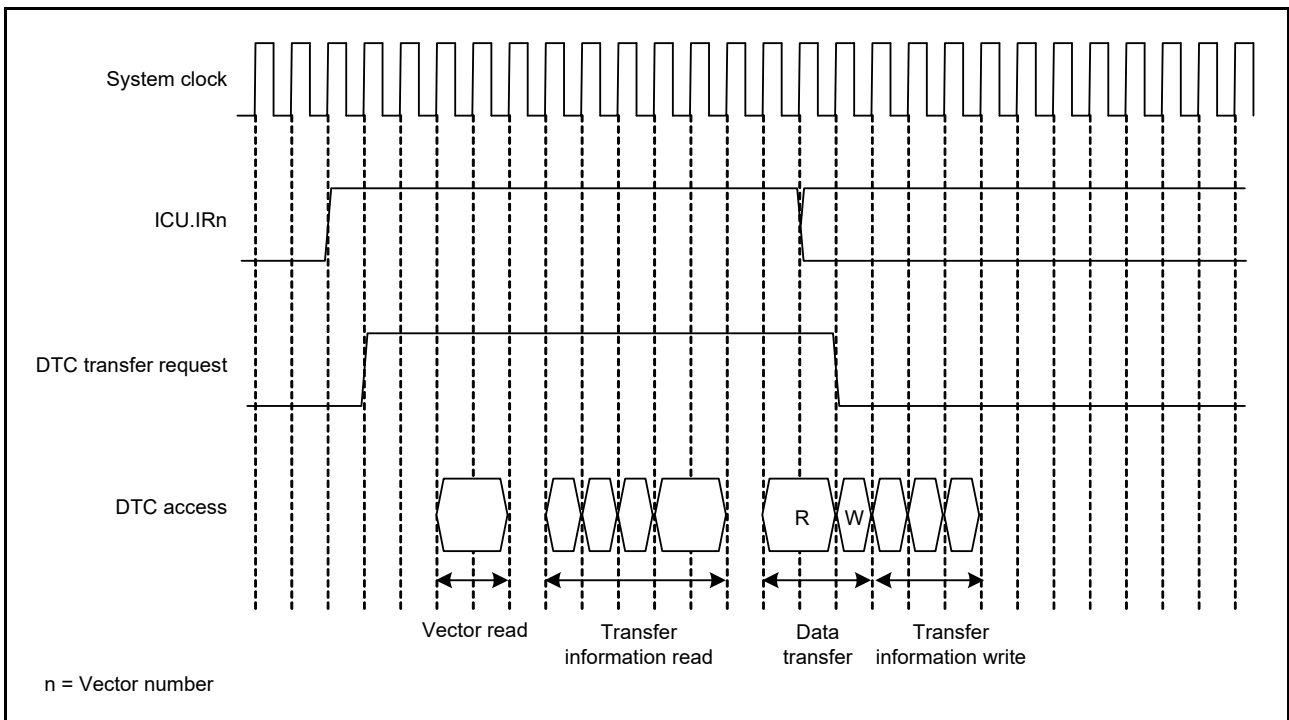 System clock
ICU.IRn
DTC transfer request
DTC access
R
W
Vector read
Transfer
information read
Data
transfer
Transfer
information write
n = Vector number